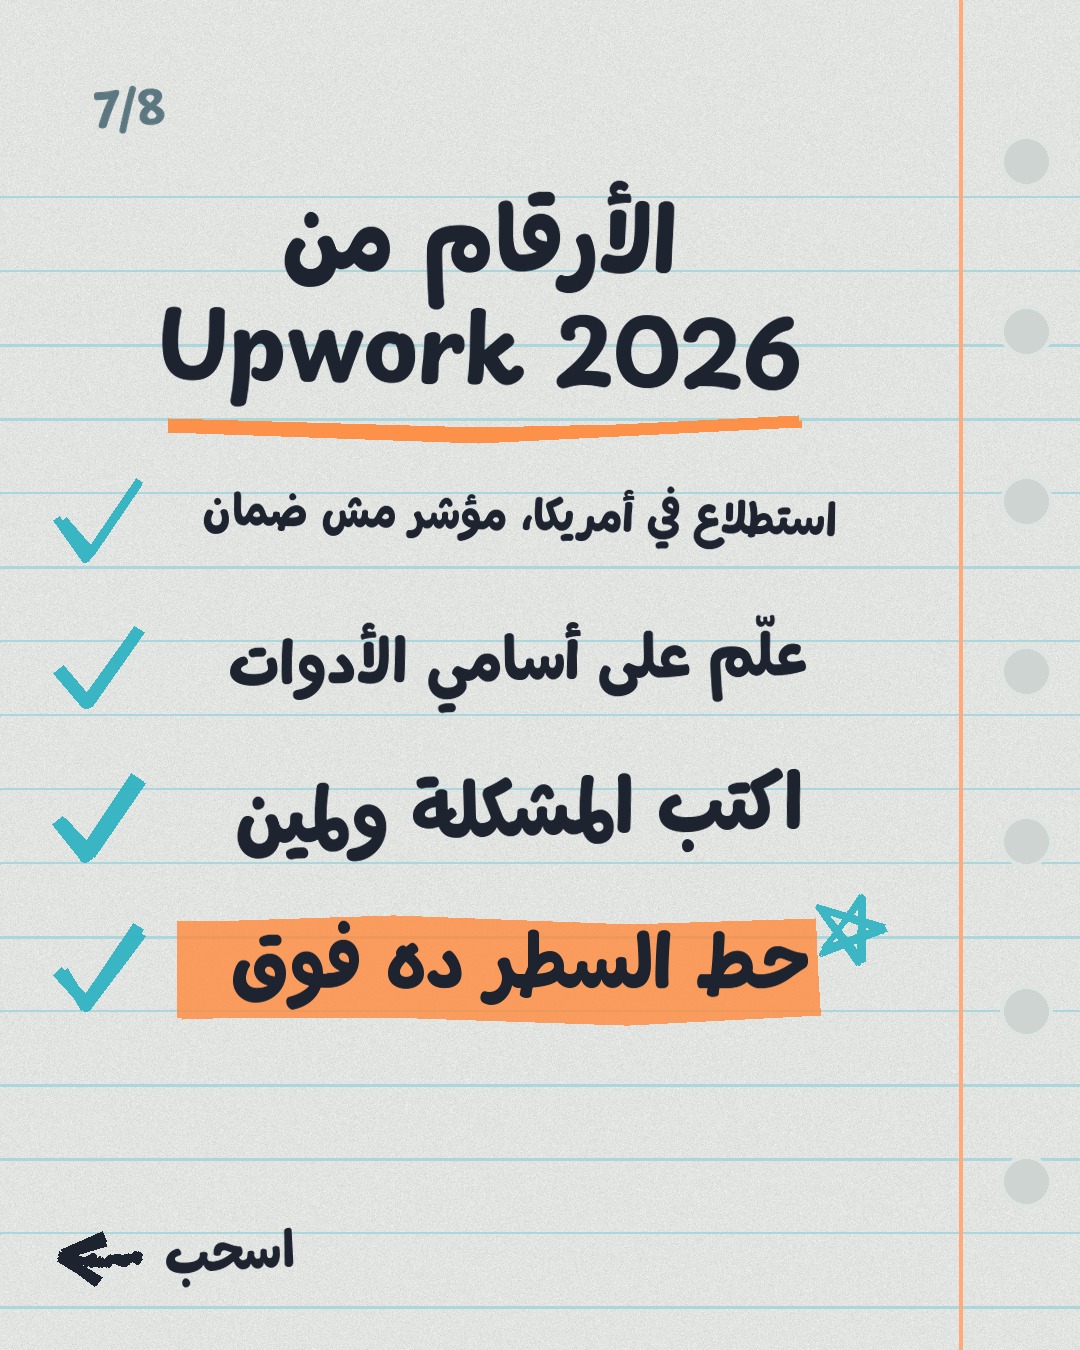 7/8
الأرقام من
Upwork 2026
استطلاع في أمريكا، مؤشر مش ضمان
علّم على أسامي الأدوات
اكتب المشكلة ولمين
حط السطر ده فوق
اسحب